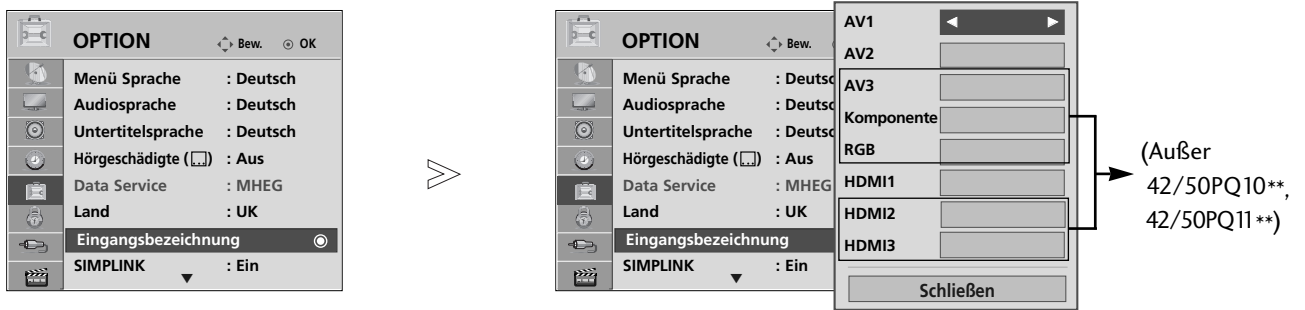 OPTION
Bew. OK
Menü Sprache : Deutsch
Audiosprache : Deutsch
Untertitelsprache : Deutsch
Hörgeschädigte ( ) : Aus
Data Service : MHEG
Land : UK
Eingangsbezeichnung
SIMPLINK : Ein
OPTION
Bew.
Menü Sprache : Deutsc
Audiosprache : Deutsc
Untertitelsprache : Deutsc
Hörgeschädigte ( ) : Aus
Data Service : MHEG
Land : UK
Eingangsbezeichnung
SIMPLINK : Ein
AV1
AV2
AV3
Komponente
RGB
HDMI1
HDMI2
HDMI3
Schließen
(Außer
42/50PQ10**,
42/50PQ11**)